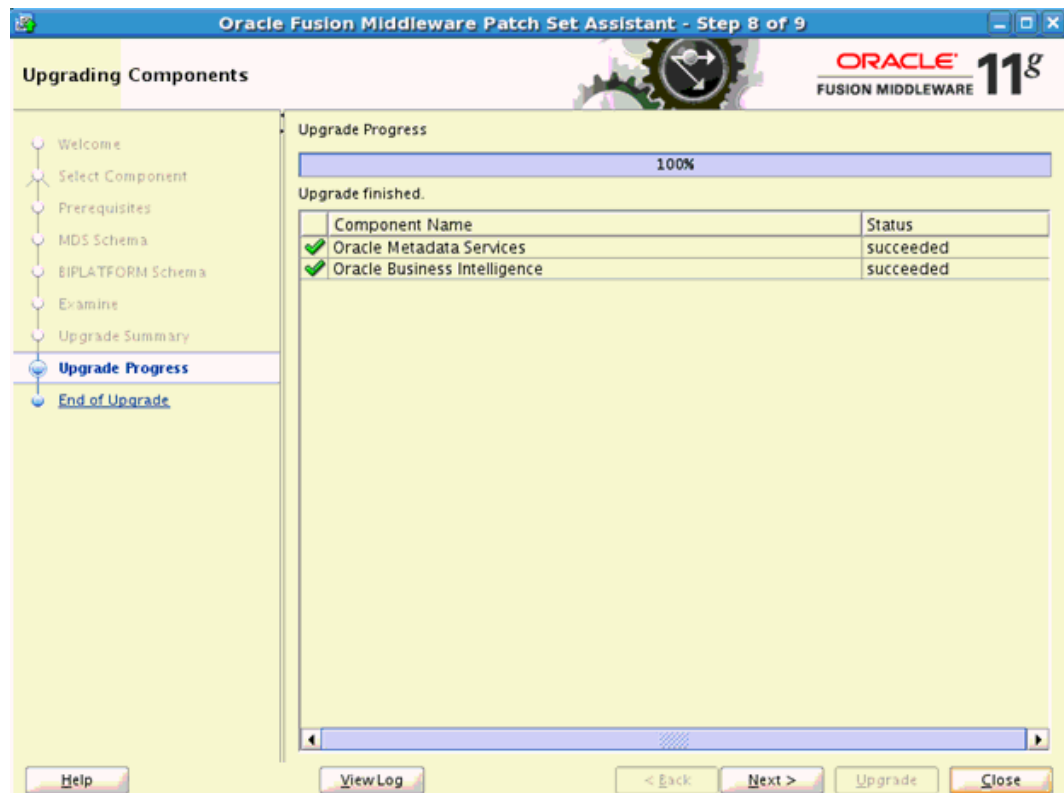 Oracle Fusion Middleware Patch Set Assistant - Step 8 of 9
Upgrading Components
ORACLE
FUSION MIDDLEWARE 11g
Welcome
Select Component
Prerequisites
MDS Schema
BIPLATFORM Schema
Examine
Upgrade Summary
Upgrade Progress
End of Upgrade
Upgrade Progress
100%
Upgrade finished.
Component Name Status
Oracle Metadata Services succeeded
Oracle Business Intelligence succeeded
Help View Log < Back Next > Upgrade Close